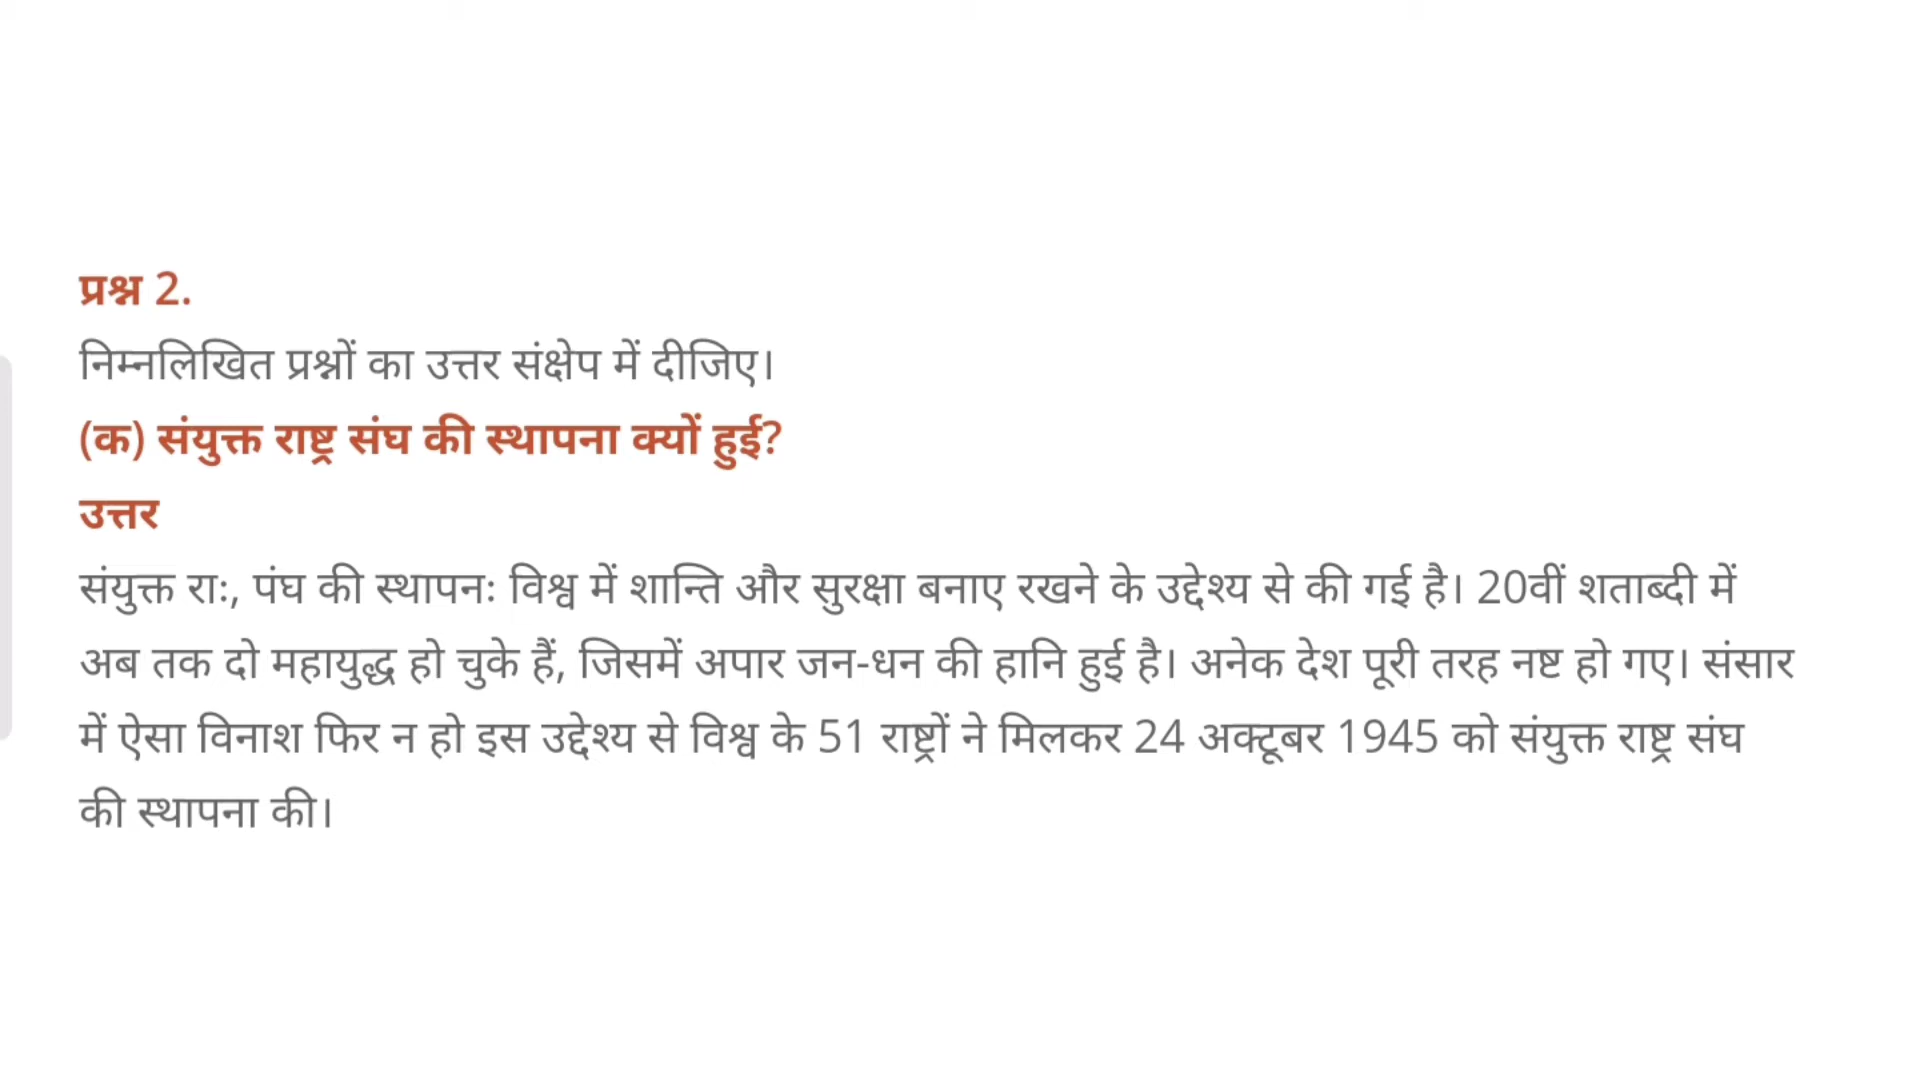 प्रश्न 2.
निम्नलिखित प्रश्नों का उत्तर संक्षेप में दीजिए।
(क) संयुक्त राष्ट्र संघ की स्थापना क्यों हुई?
उत्तर
संयुक्त राः, पंघ की स्थापनः विश्व में शान्ति और सुरक्षा बनाए रखने के उद्देश्य से की गई है। 20वीं शताब्दी में
अब तक दो महायुद्ध हो चुके हैं, जिसमें अपार जन-धन की हानि हुई है। अनेक देश पूरी तरह नष्ट हो गए। संसार
में ऐसा विनाश फिर न हो इस उद्देश्य से विश्व के 51 राष्ट्रों ने मिलकर 24 अक्टूबर 1945 को संयुक्त राष्ट्र संघ
की स्थापना की।